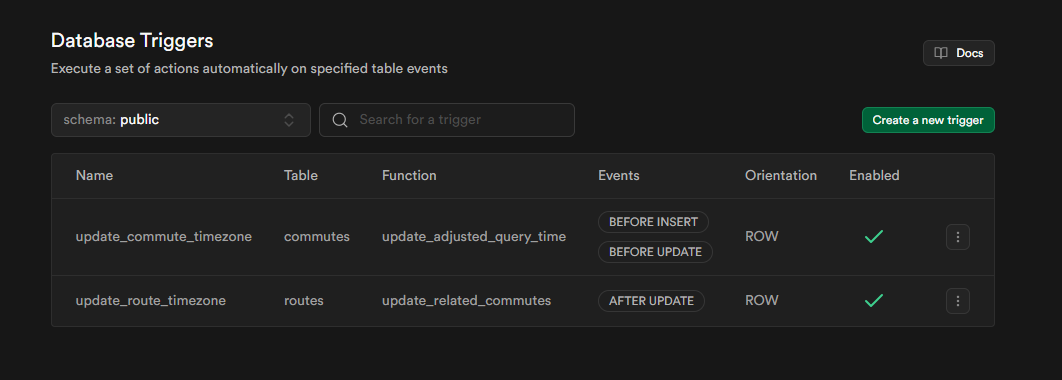 Database Triggers
Execute a set of actions automatically on specified table events
Docs
schema: public
Search for a trigger
Create a new trigger
Name Table Function Events Orientation Enabled
update_commute_timezone commutes update_adjusted_query_time BEFORE INSERT ROW
BEFORE UPDATE
update_route_timezone routes update_related_commutes AFTER UPDATE ROW